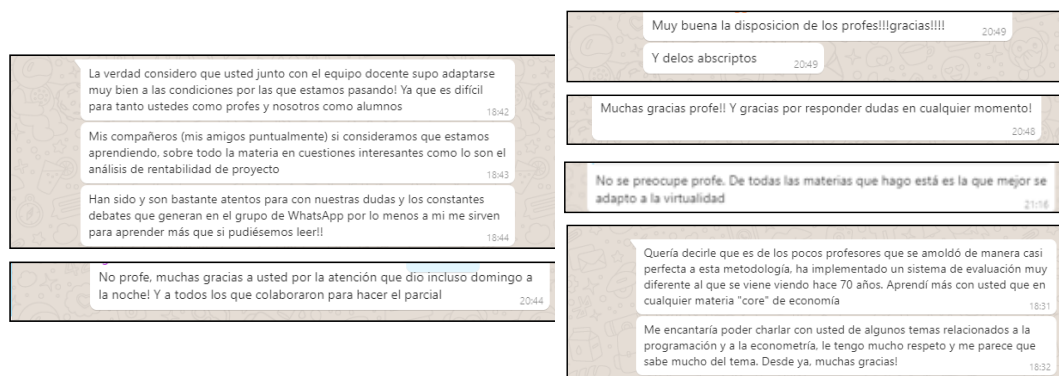 La verdad considero que usted junto con el equipo docente supo adaptarse
muy bien a las condiciones por las que estamos pasando! Ya que es difícil
para tanto ustedes como profes y nosotros como alumnos
18:42
Mis compañeros (mis amigos puntualmente) si consideramos que estamos
aprendiendo, sobre todo la materia en cuestiones interesantes como lo son el
análisis de rentabilidad de proyecto
18:43
Han sido y son bastante atentos para con nuestras dudas y los constantes
debates que generan en el grupo de WhatsApp por lo menos a mi me sirven
para aprender más que si pudiésemos leer!!
18:44
No profe, muchas gracias a usted por la atención que dio incluso domingo a
la noche! Y a todos los que colaboraron para hacer el parcial
20:44
Muy buena la disposicion de los profes!!!gracias!!!!
20:49
Y delos abscriptos
20:49
Muchas gracias profe!! Y gracias por responder dudas en cualquier momento!
20:48
No se preocupe profe. De todas las materias que hago está es la que mejor se
adapto a la virtualidad
21:16
Quería decirle que es de los pocos profesores que se amoldó de manera casi
perfecta a esta metodología, ha implementado un sistema de evaluación muy
diferente al que se viene viendo hace 70 años. Aprendí más con usted que en
cualquier materia "core" de economía
18:31
Me encantaría poder charlar con usted de algunos temas relacionados a la
programación y a la econometría, le tengo mucho respeto y me parece que
sabe mucho del tema. Desde ya, muchas gracias!
18:32